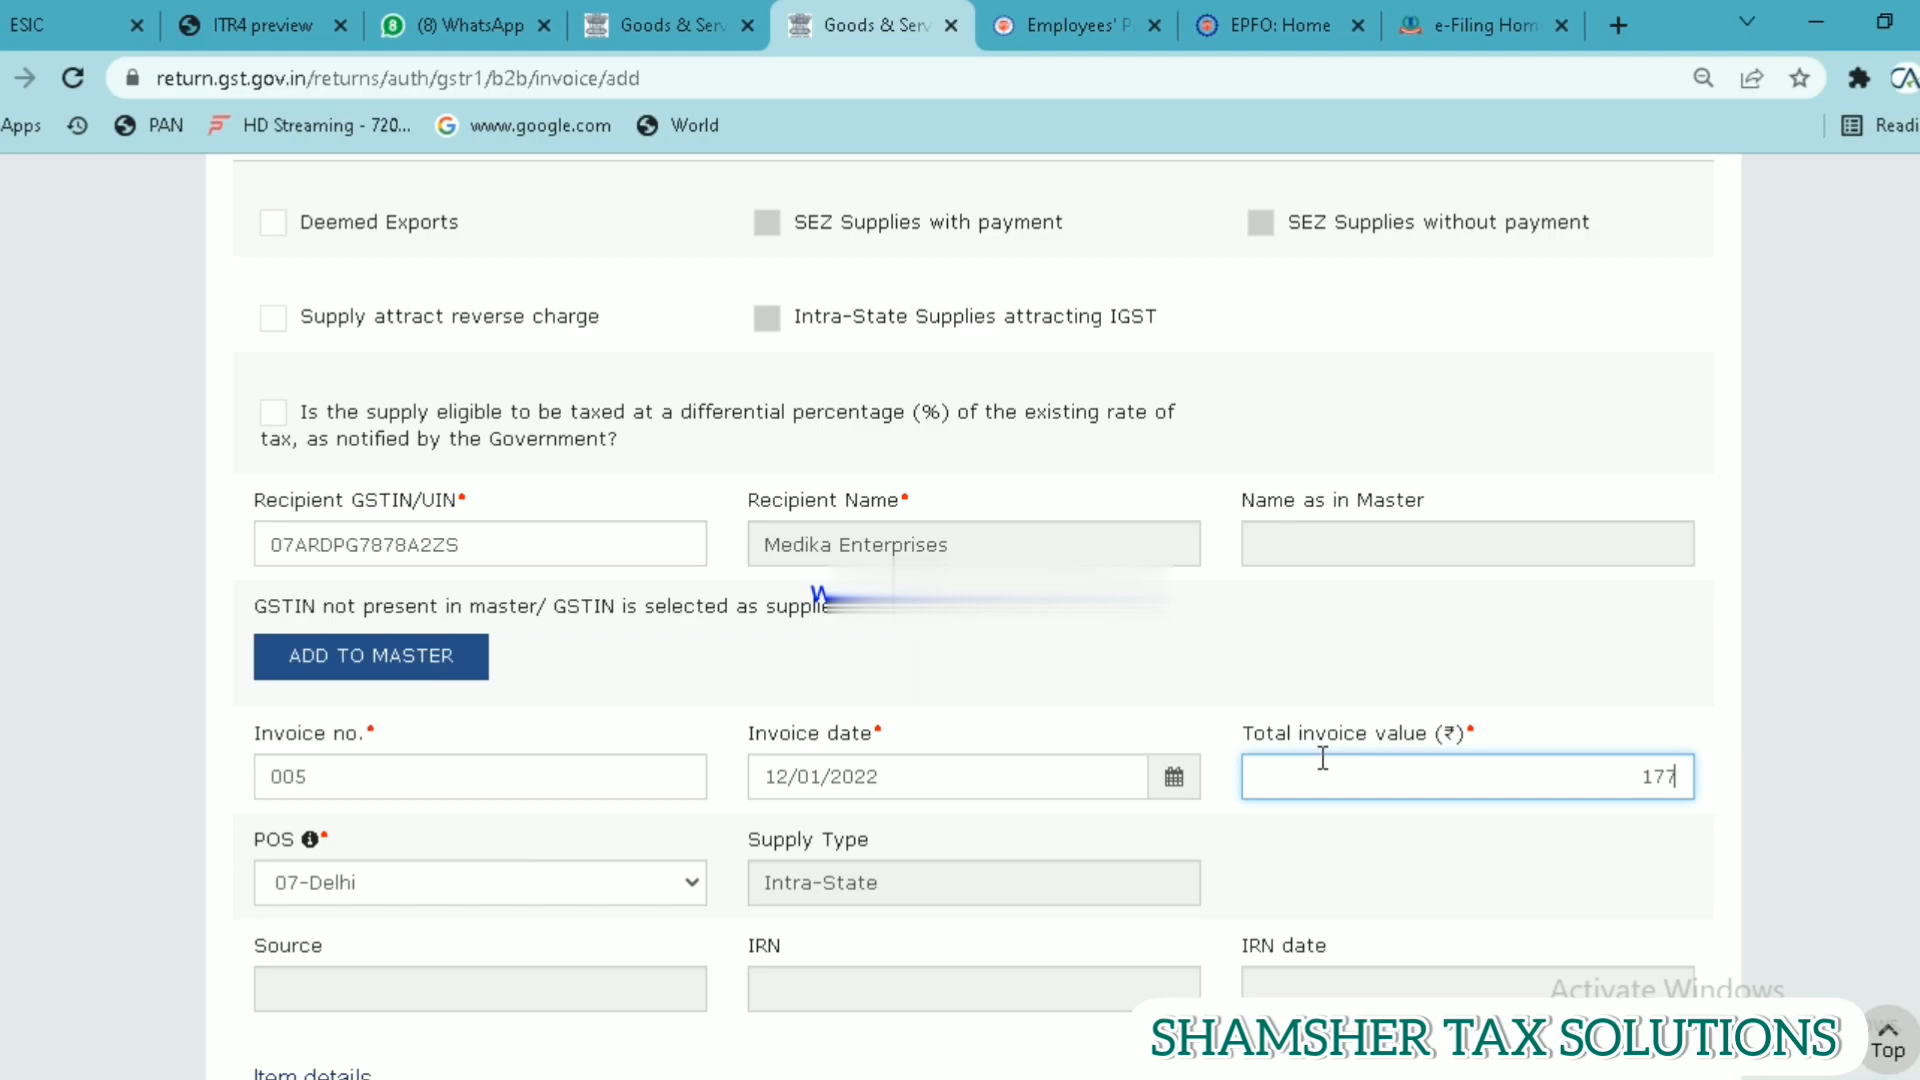 ESIC
ITR4 preview
(8) WhatsApp
Goods & Serv
Goods & Serv
Employees' P
EPFO: Home
e-Filing Hom
return.gst.gov.in/returns/auth/gstr1/b2b/invoice/add
Apps
PAN
HD Streaming - 720...
www.google.com
World
Readi
Deemed Exports
SEZ Supplies with payment
SEZ Supplies without payment
Supply attract reverse charge
Intra-State Supplies attracting IGST
Is the supply eligible to be taxed at a differential percentage (%) of the existing rate of
tax, as notified by the Government?
Recipient GSTIN/UIN•
Recipient Name•
Name as in Master
07ARDPG7878A2ZS
Medika Enterprises
W
GSTIN not present in master/ GSTIN is selected as supplie
ADD TO MASTER
Invoice no.•
Invoice date•
Total invoice value (₹)•
005
12/01/2022
177
POS •
Supply Type
07-Delhi
Intra-State
Source
IRN
IRN date
Activate Windows
SHAMSHER TAX SOLUTIONS
Top
Item details